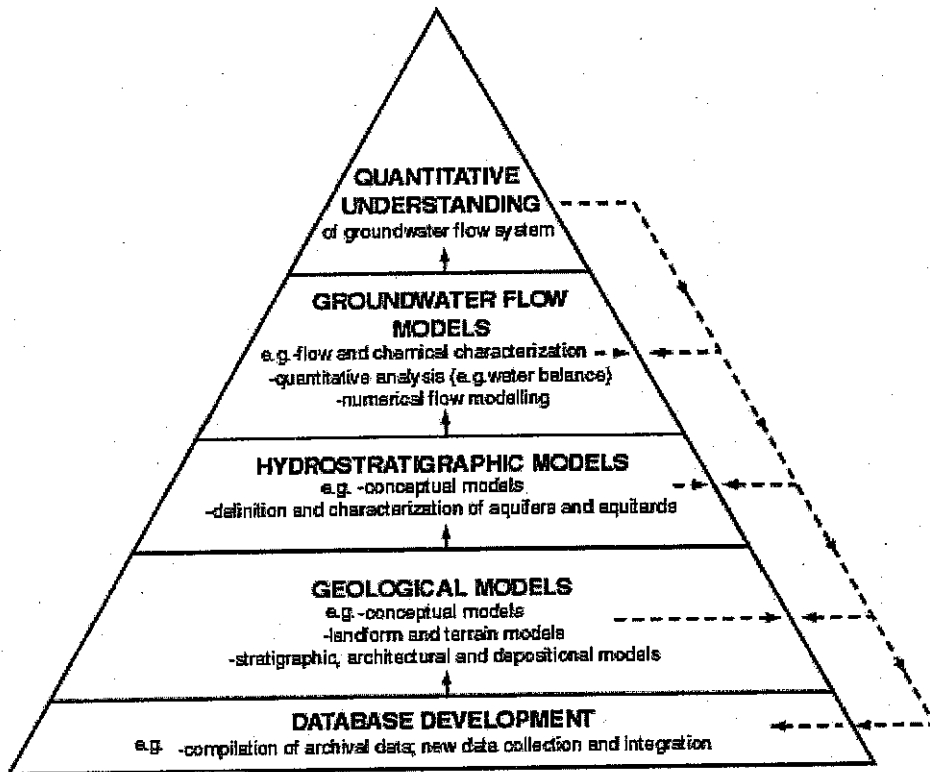 QUANTITATIVE
UNDERSTANDING
of groundwater flow system
GROUNDWATER FLOW
MODELS
e.g.-flow and chemical characterization
-quantitative analysis (e.g.water balance)
-numerical flow modelling
HYDROSTRATIGRAPHIC MODELS
e.g. -conceptual models
-definition and characterization of aquifers and aquitards
GEOLOGICAL MODELS
e.g. -conceptual models
-landform and terrain models
-stratigraphic, architectural and depositional models
DATABASE DEVELOPMENT
e.g. -compilation of archival data; new data collection and integration